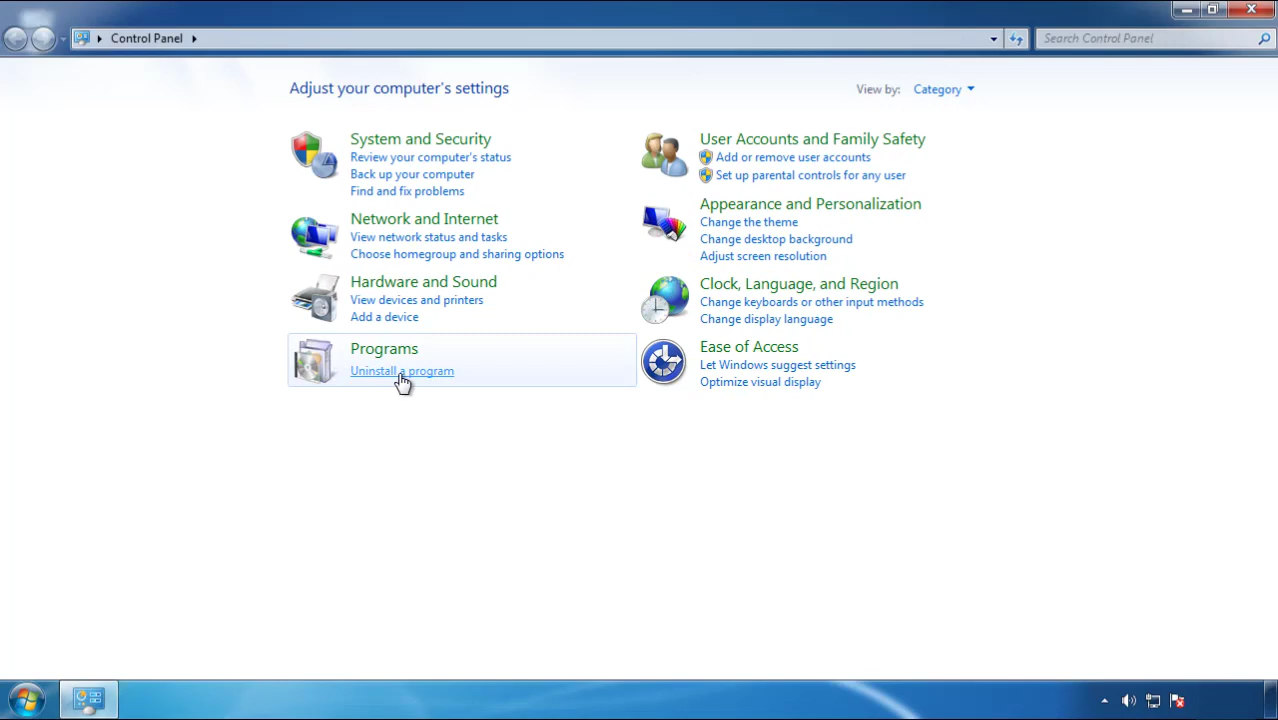 Control Panel
Search Control Panel
Adjust your computer's settings
View by: Category
System and Security
Review your computer's status
Back up your computer
Find and fix problems
Network and Internet
View network status and tasks
Choose homegroup and sharing options
Hardware and Sound
View devices and printers
Add a device
Programs
Uninstall a program
User Accounts and Family Safety
Add or remove user accounts
Set up parental controls for any user
Appearance and Personalization
Change the theme
Change desktop background
Adjust screen resolution
Clock, Language, and Region
Change keyboards or other input methods
Change display language
Ease of Access
Let Windows suggest settings
Optimize visual display